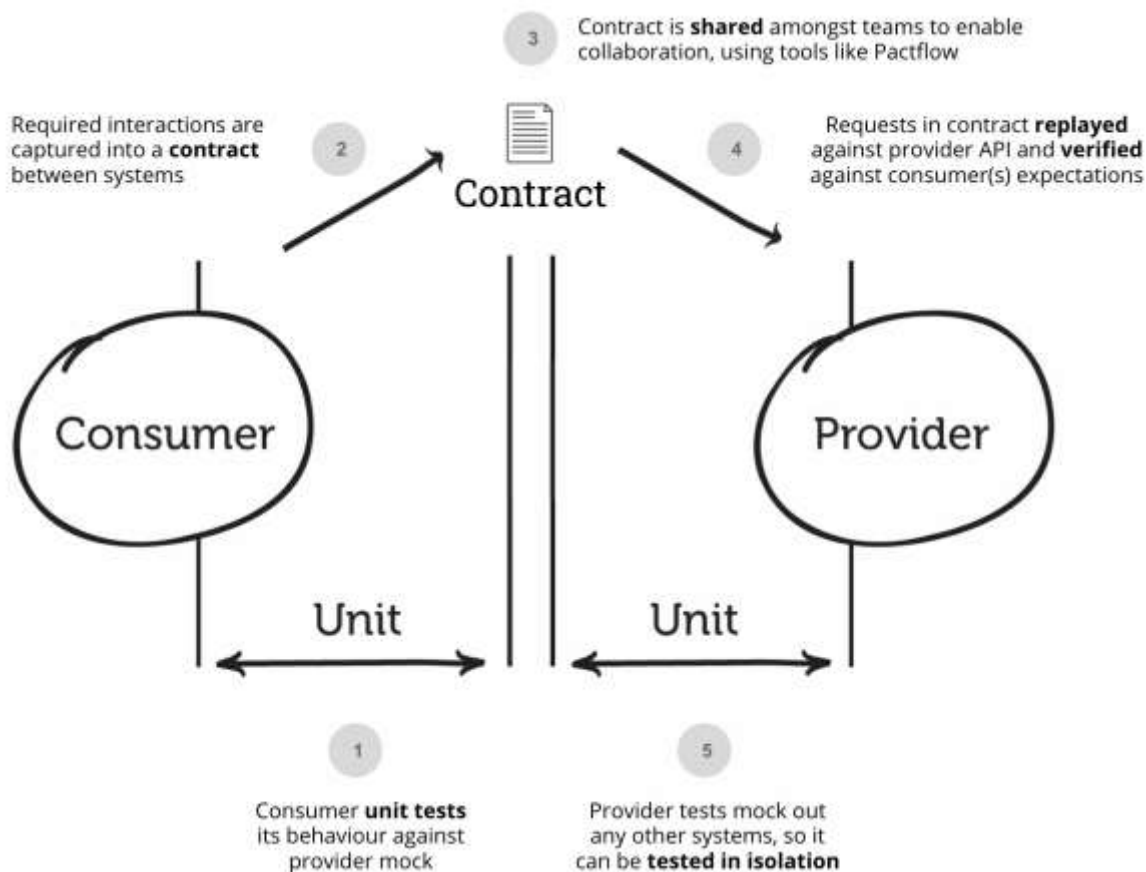 3
Contract is shared amongst teams to enable
collaboration, using tools like Pactflow
Required interactions are
captured into a contract
between systems
2
Contract
4
Requests in contract replayed
against provider API and verified
against consumer(s) expectations
Consumer
Provider
Unit
Unit
1
Consumer unit tests
its behaviour against
provider mock
5
Provider tests mock out
any other systems, so it
can be tested in isolation